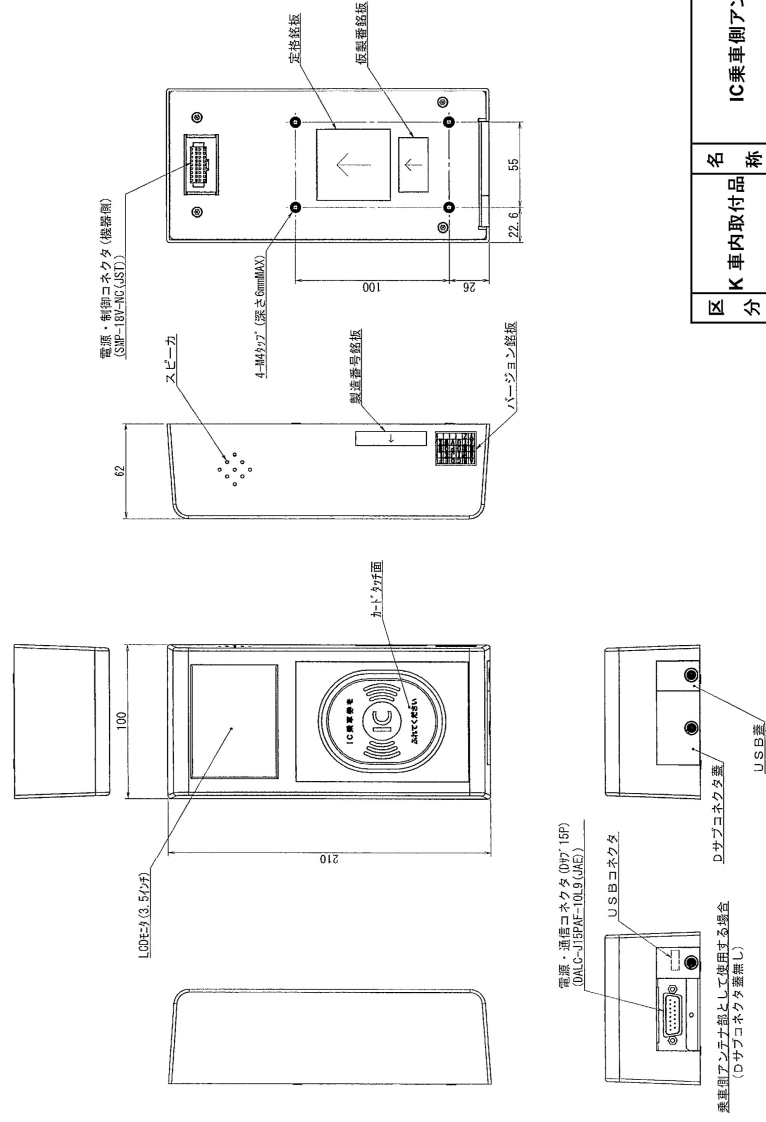 定格銘板
仮製番銘板
電源・制御コネクタ(機器側)
(SMP-18V-NC(JST))
4-M4タップ(深さ6mmMAX)
100
26
22.6
55
スピーカ
62
製造番号銘板
バージョン銘板
100
210
LCDモニタ(3.5インチ)
カードタッチ面
IC乗車券を
IC
ふれてください
電源・通信コネクタ(Dサブ15P)
(DALC-J15PAF-10L9(JAE))
USBコネクタ
乗車側アンテナ部として使用する場合
(Dサブコネクタ蓋無し)
Dサブコネクタ蓋
USB蓋
区分
K 車内取付品
名称
IC乗車側アン